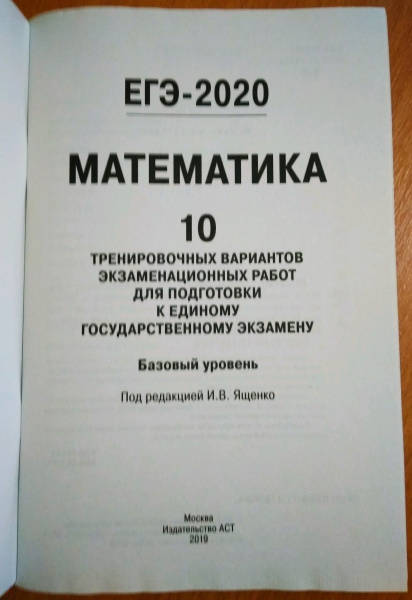 ЕГЭ-2020
МАТЕМАТИКА
10
ТРЕНИРОВОЧНЫХ ВАРИАНТОВ
ЭКЗАМЕНАЦИОННЫХ РАБОТ
ДЛЯ ПОДГОТОВКИ
К ЕДИНОМУ
ГОСУДАРСТВЕННОМУ ЭКЗАМЕНУ
Базовый уровень
Под редакцией И.В. Ященко
Москва
Издательство АСТ
2019